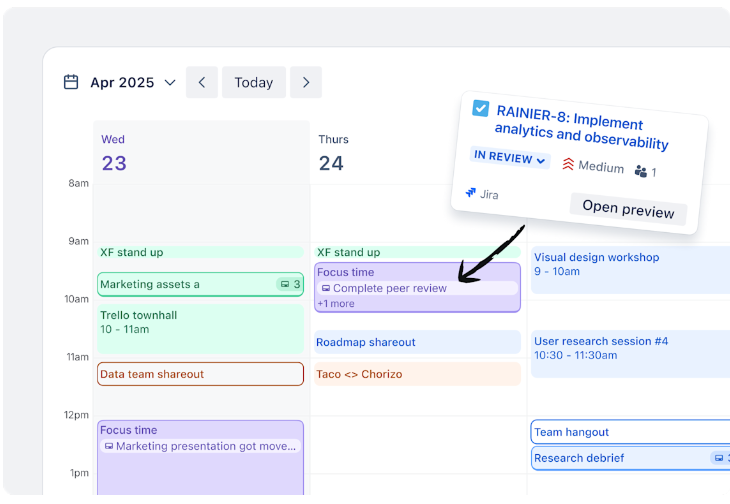 Apr 2025
Today
Wed
23
Thurs
24
RAINIER-8: Implement
analytics and observability
IN REVIEW
Medium
1
Jira
Open preview
8am
9am
10am
11am
12pm
1pm
XF stand up
Marketing assets a
3
Trello townhall
10 - 11am
Data team shareout
Focus time
Marketing presentation got move...
XF stand up
Focus time
Complete peer review
+1 more
Roadmap shareout
Taco <> Chorizo
Visual design workshop
9 - 10am
User research session #4
10:30 - 11:30am
Team hangout
Research debrief